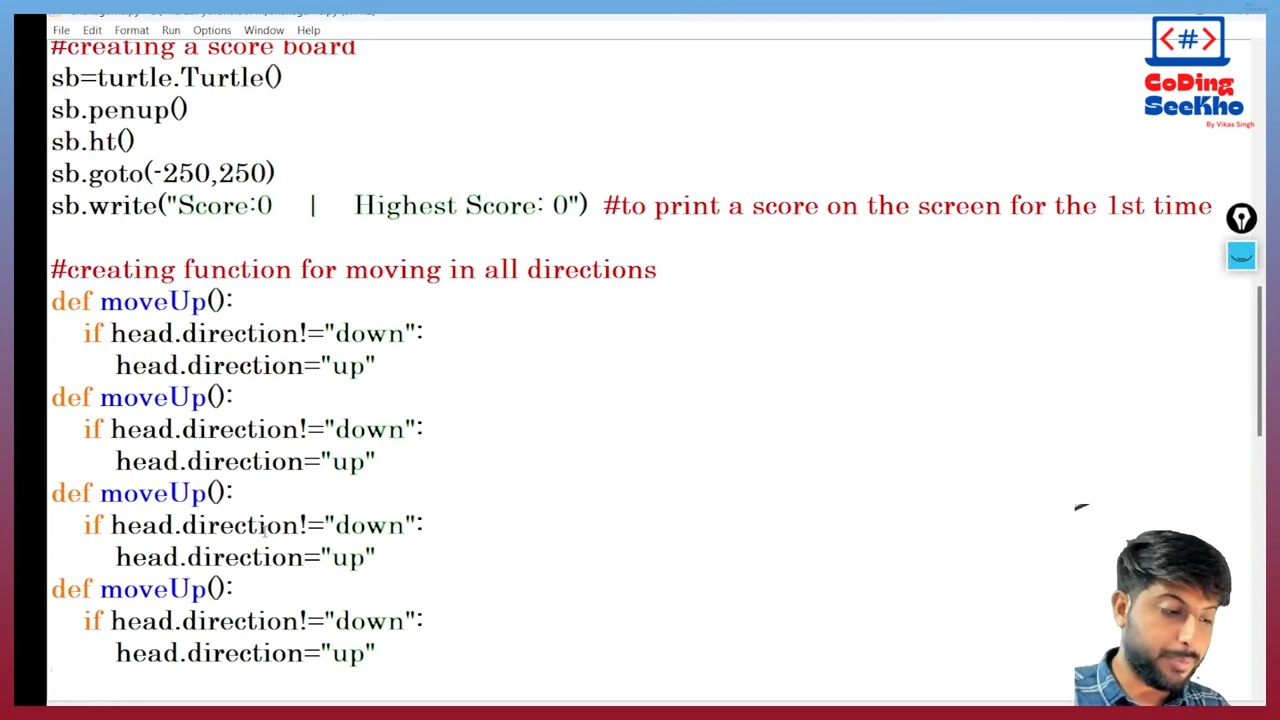 File Edit Format Run Options Window Help
#creating a score board
sb=turtle.Turtle()
sb.penup()
sb.ht()
sb.goto(-250,250)
sb.write("Score:0    |    Highest Score: 0")  #to print a score on the screen for the 1st time
#creating function for moving in all directions
def moveUp():
    if head.direction!="down":
        head.direction="up"
def moveUp():
    if head.direction!="down":
        head.direction="up"
def moveUp():
    if head.direction!="down":
        head.direction="up"
def moveUp():
    if head.direction!="down":
        head.direction="up"
<#>
CoDing
SeeKho
By Vikas Singh